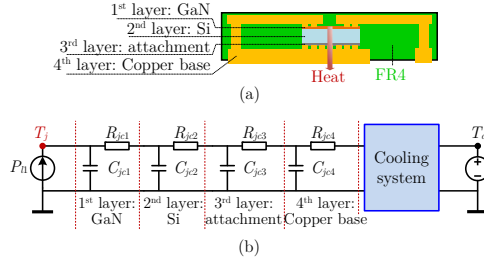 1st layer: GaN
2nd layer: Si
3rd layer: attachment
4th layer: Copper base
Heat
FR4
(a)
Tj
Rjc1
Rjc2
Rjc3
Rjc4
Pl1
Cjc1
Cjc2
Cjc3
Cjc4
Cooling
system
1st layer:
GaN
2nd layer:
Si
3rd layer:
attachment
4th layer:
Copper base
(b)